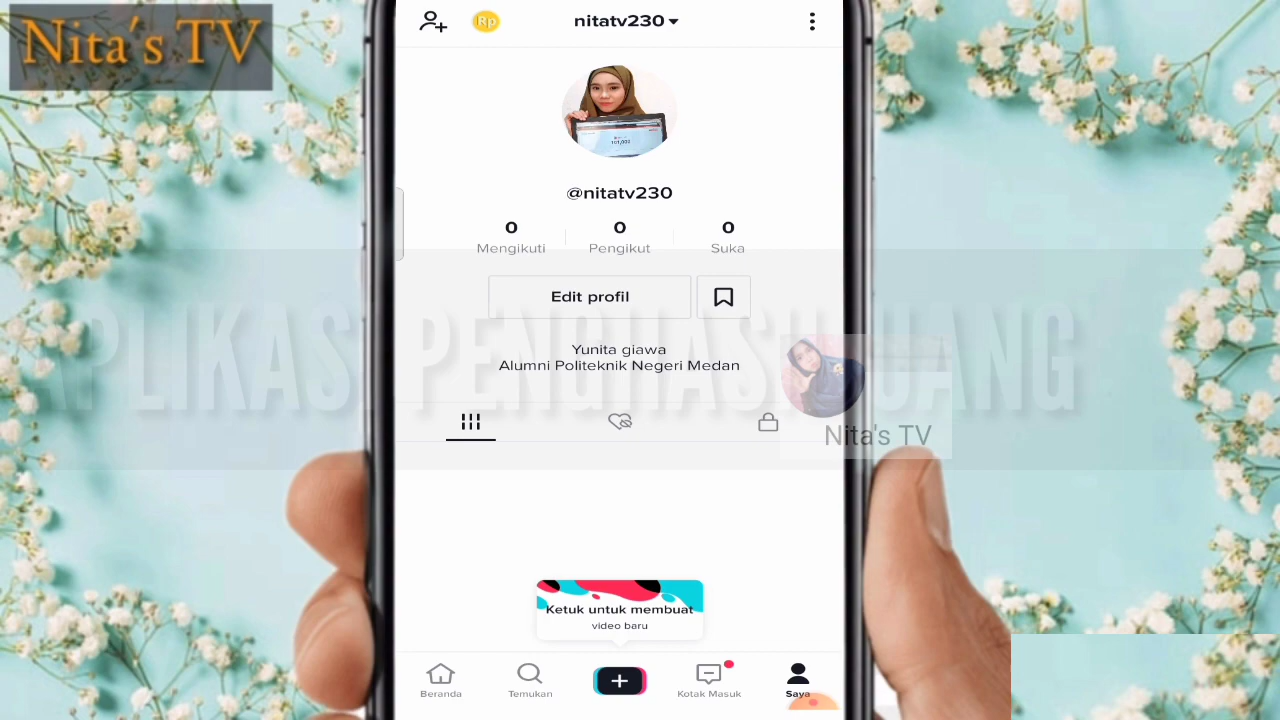 Nita's TV
Rp
nitatv230
@nitatv230
0 0 0
Mengikuti Pengikut Suka
Edit profil
Yunita giawa
Alumni Politeknik Negeri Medan
APLIKASI PENGHASIL UANG
Nita's TV
Ketuk untuk membuat
video baru
Beranda Temukan Kotak Masuk Saya